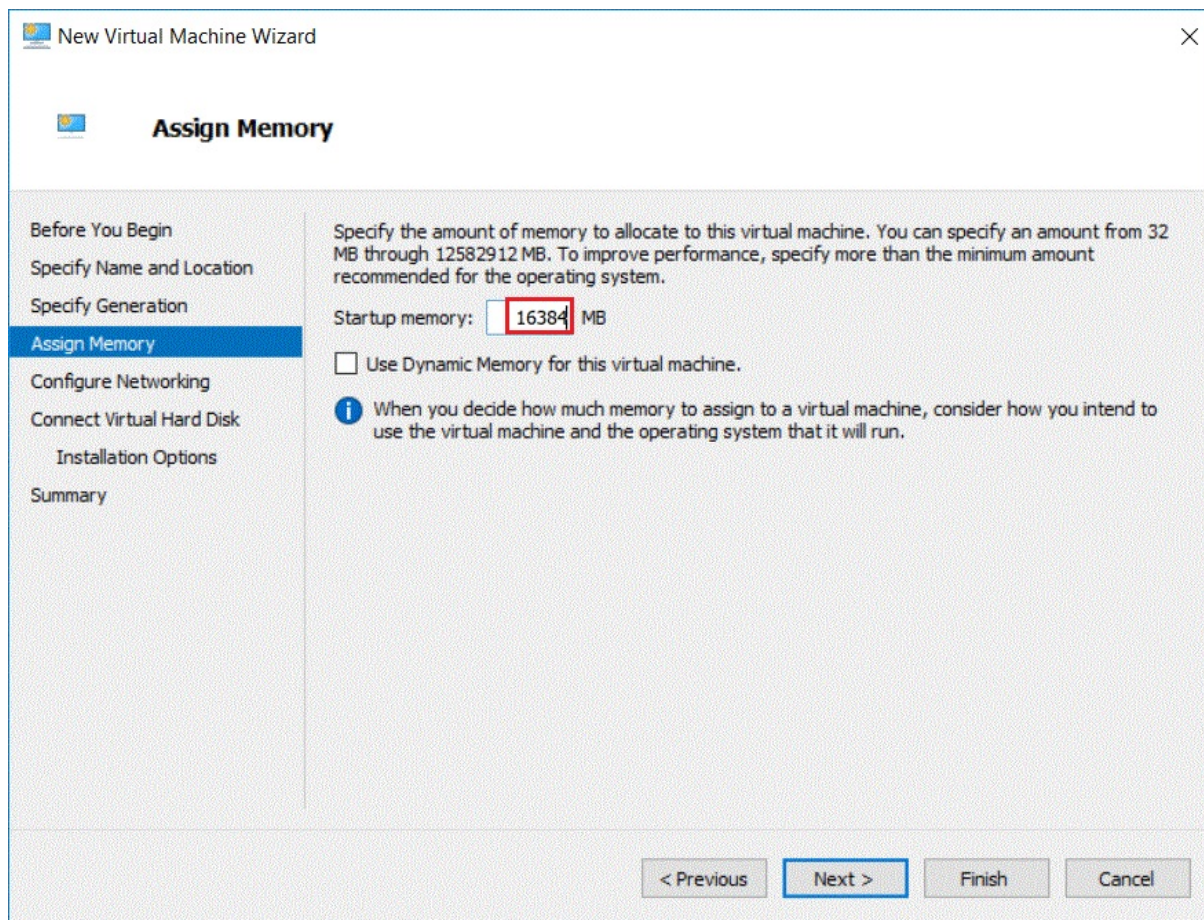 New Virtual Machine Wizard
Assign Memory
Before You Begin
Specify Name and Location
Specify Generation
Assign Memory
Configure Networking
Connect Virtual Hard Disk
Installation Options
Summary
Specify the amount of memory to allocate to this virtual machine. You can specify an amount from 32
MB through 12582912 MB. To improve performance, specify more than the minimum amount
recommended for the operating system.
Startup memory: 16384 MB
Use Dynamic Memory for this virtual machine.
When you decide how much memory to assign to a virtual machine, consider how you intend to
use the virtual machine and the operating system that it will run.
< Previous Next > Finish Cancel